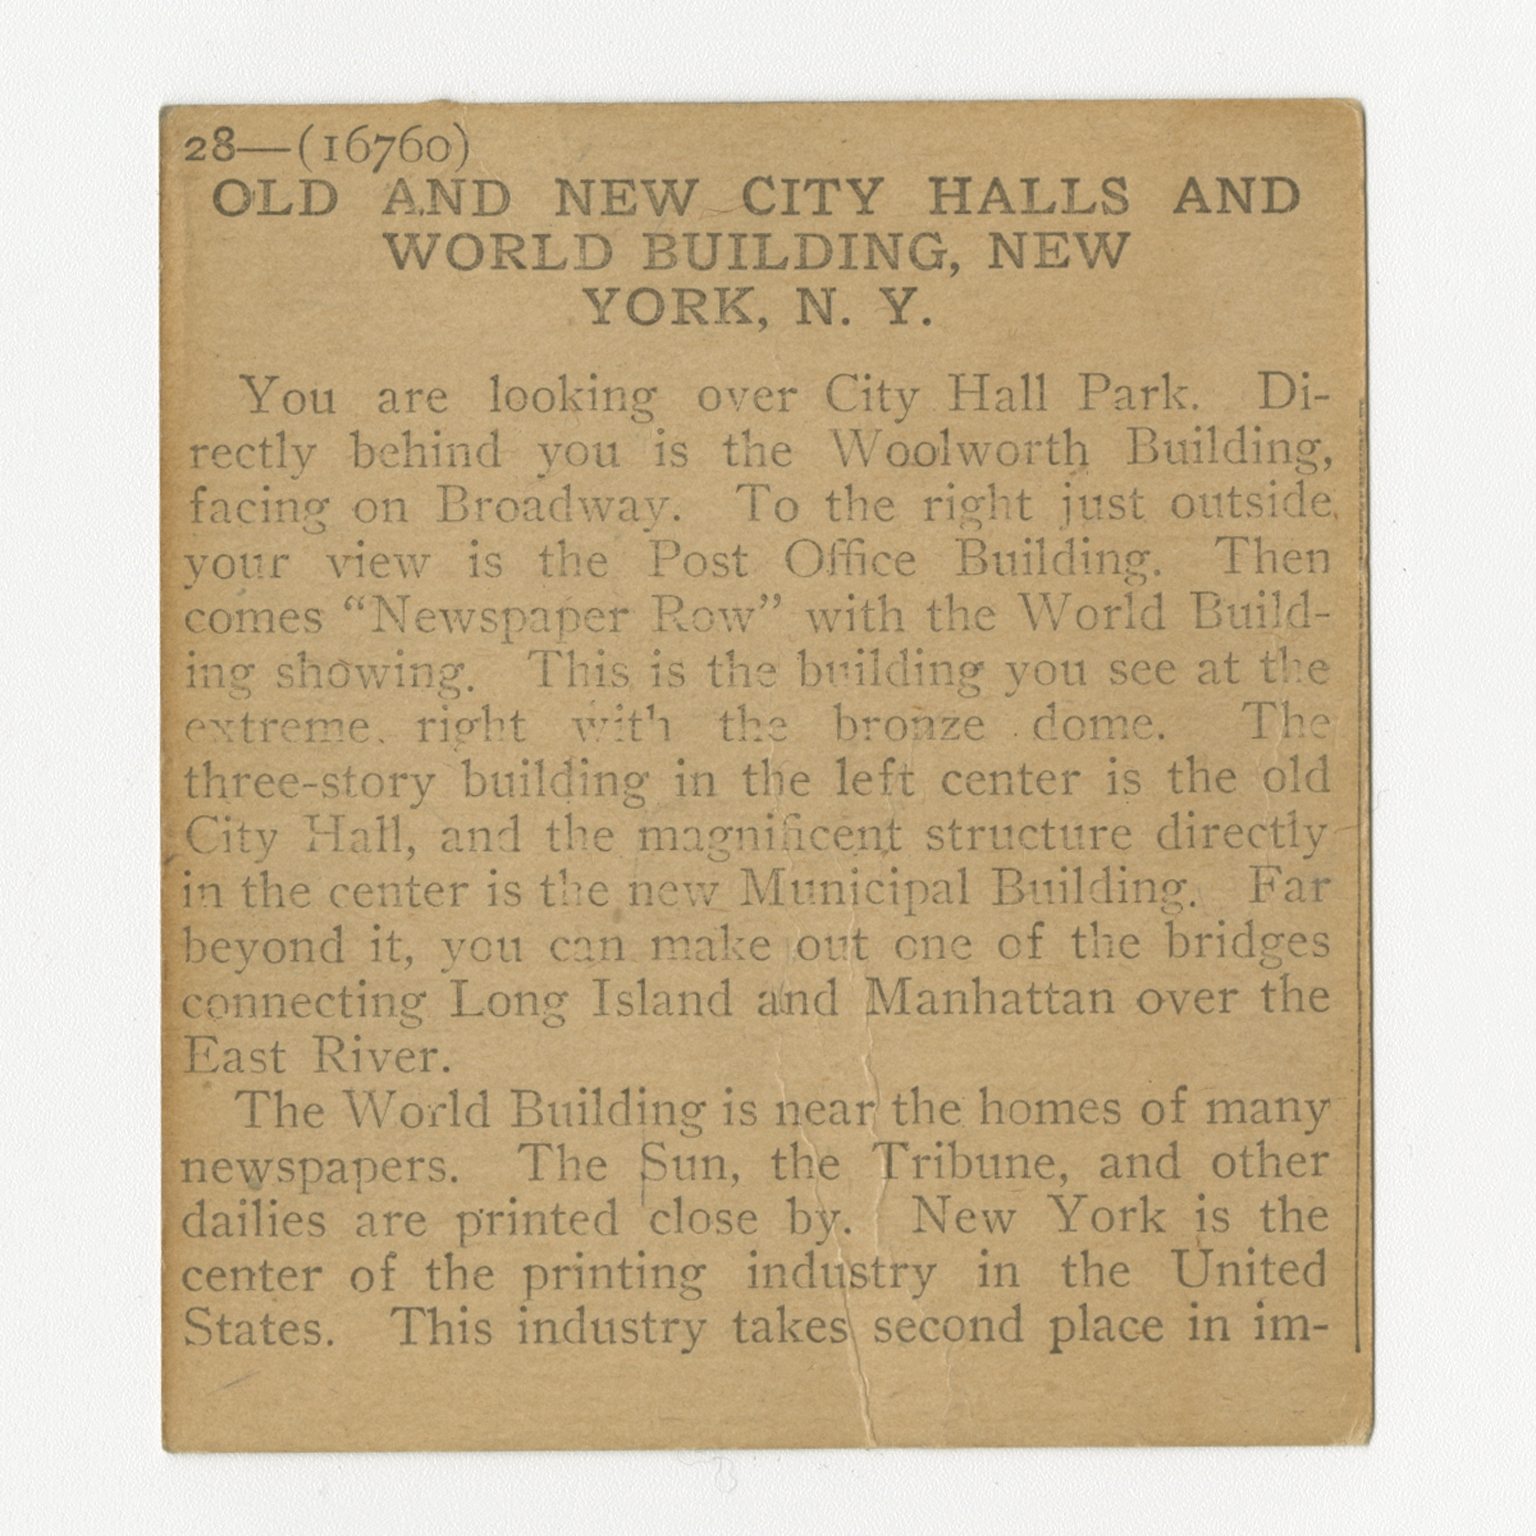 28—(16760)
OLD AND NEW CITY HALLS AND
WORLD BUILDING, NEW
YORK, N. Y.
You are looking over City Hall Park. Di-
rectly behind you is the Woolworth Building,
facing on Broadway. To the right just outside
your view is the Post Office Building. Then
comes “Newspaper Row” with the World Build-
ing showing. This is the building you see at the
extreme right with the bronze dome. The
three-story building in the left center is the old
City Hall, and the magnificent structure directly
in the center is the new Municipal Building. Far
beyond it, you can make out one of the bridges
connecting Long Island and Manhattan over the
East River.
The World Building is near the homes of many
newspapers. The Sun, the Tribune, and other
dailies are printed close by. New York is the
center of the printing industry in the United
States. This industry takes second place in im-